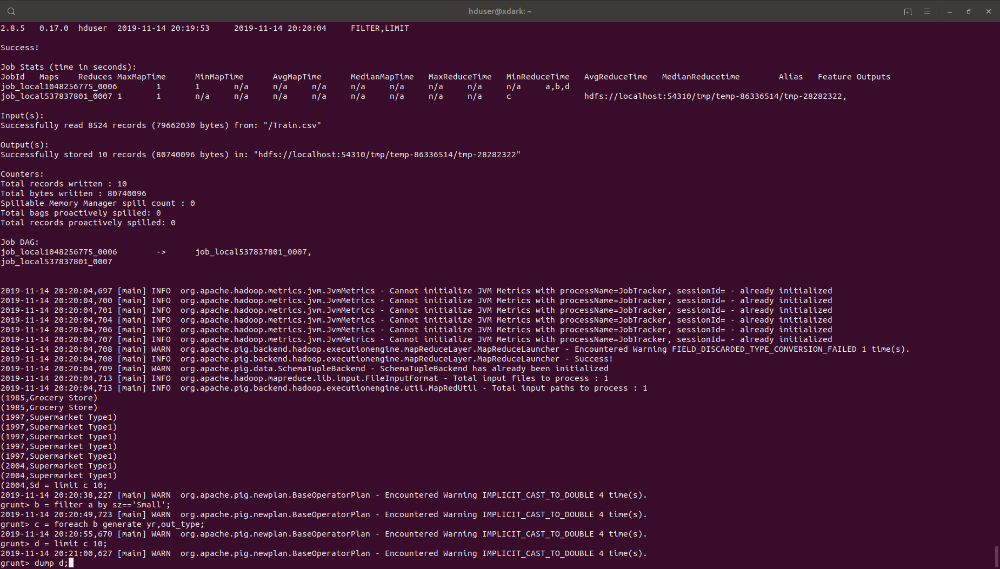 hduser@xdark: ~
2.8.5   0.17.0  hduser  2019-11-14 20:19:53     2019-11-14 20:20:04     FILTER,LIMIT
Success!
Job Stats (time in seconds):
JobId   Maps    Reduces MaxMapTime      MinMapTime      AvgMapTime      MedianMapTime   MaxReduceTime   MinReduceTime   AvgReduceTime   MedianReducetime        Alias   Feature Outputs
job_local1048256775_0006        1       1       n/a     n/a     n/a     n/a     n/a     n/a     n/a     n/a     a,b,d
job_local537837801_0007 1       1       n/a     n/a     n/a     n/a     n/a     n/a     n/a     n/a     c               hdfs://localhost:54310/tmp/temp-86336514/tmp-28282322,
Input(s):
Successfully read 8524 records (79662030 bytes) from: "/Train.csv"
Output(s):
Successfully stored 10 records (80740096 bytes) in: "hdfs://localhost:54310/tmp/temp-86336514/tmp-28282322"
Counters:
Total records written : 10
Total bytes written : 80740096
Spillable Memory Manager spill count : 0
Total bags proactively spilled: 0
Total records proactively spilled: 0
Job DAG:
job_local1048256775_0006        ->      job_local537837801_0007,
job_local537837801_0007
2019-11-14 20:20:04,697 [main] INFO  org.apache.hadoop.metrics.jvm.JvmMetrics - Cannot initialize JVM Metrics with processName=JobTracker, sessionId= - already initialized
2019-11-14 20:20:04,700 [main] INFO  org.apache.hadoop.metrics.jvm.JvmMetrics - Cannot initialize JVM Metrics with processName=JobTracker, sessionId= - already initialized
2019-11-14 20:20:04,701 [main] INFO  org.apache.hadoop.metrics.jvm.JvmMetrics - Cannot initialize JVM Metrics with processName=JobTracker, sessionId= - already initialized
2019-11-14 20:20:04,704 [main] INFO  org.apache.hadoop.metrics.jvm.JvmMetrics - Cannot initialize JVM Metrics with processName=JobTracker, sessionId= - already initialized
2019-11-14 20:20:04,706 [main] INFO  org.apache.hadoop.metrics.jvm.JvmMetrics - Cannot initialize JVM Metrics with processName=JobTracker, sessionId= - already initialized
2019-11-14 20:20:04,707 [main] INFO  org.apache.hadoop.metrics.jvm.JvmMetrics - Cannot initialize JVM Metrics with processName=JobTracker, sessionId= - already initialized
2019-11-14 20:20:04,708 [main] WARN  org.apache.pig.backend.hadoop.executionengine.mapReduceLayer.MapReduceLauncher - Encountered Warning FIELD_DISCARDED_TYPE_CONVERSION_FAILED 1 time(s).
2019-11-14 20:20:04,708 [main] INFO  org.apache.pig.backend.hadoop.executionengine.mapReduceLayer.MapReduceLauncher - Success!
2019-11-14 20:20:04,709 [main] WARN  org.apache.pig.data.SchemaTupleBackend - SchemaTupleBackend has already been initialized
2019-11-14 20:20:04,713 [main] INFO  org.apache.hadoop.mapreduce.lib.input.FileInputFormat - Total input files to process : 1
2019-11-14 20:20:04,713 [main] INFO  org.apache.pig.backend.hadoop.executionengine.util.MapRedUtil - Total input paths to process : 1
(1985,Grocery Store)
(1985,Grocery Store)
(1997,Supermarket Type1)
(1997,Supermarket Type1)
(1997,Supermarket Type1)
(1997,Supermarket Type1)
(1997,Supermarket Type1)
(2004,Supermarket Type1)
(2004,Supermarket Type1)
(2004,Sd = limit c 10;
2019-11-14 20:20:38,227 [main] WARN  org.apache.pig.newplan.BaseOperatorPlan - Encountered Warning IMPLICIT_CAST_TO_DOUBLE 4 time(s).
grunt> b = filter a by sz=='Small';
2019-11-14 20:20:49,723 [main] WARN  org.apache.pig.newplan.BaseOperatorPlan - Encountered Warning IMPLICIT_CAST_TO_DOUBLE 4 time(s).
grunt> c = foreach b generate yr,out_type;
2019-11-14 20:20:55,670 [main] WARN  org.apache.pig.newplan.BaseOperatorPlan - Encountered Warning IMPLICIT_CAST_TO_DOUBLE 4 time(s).
grunt> d = limit c 10;
2019-11-14 20:21:00,627 [main] WARN  org.apache.pig.newplan.BaseOperatorPlan - Encountered Warning IMPLICIT_CAST_TO_DOUBLE 4 time(s).
grunt> dump d;